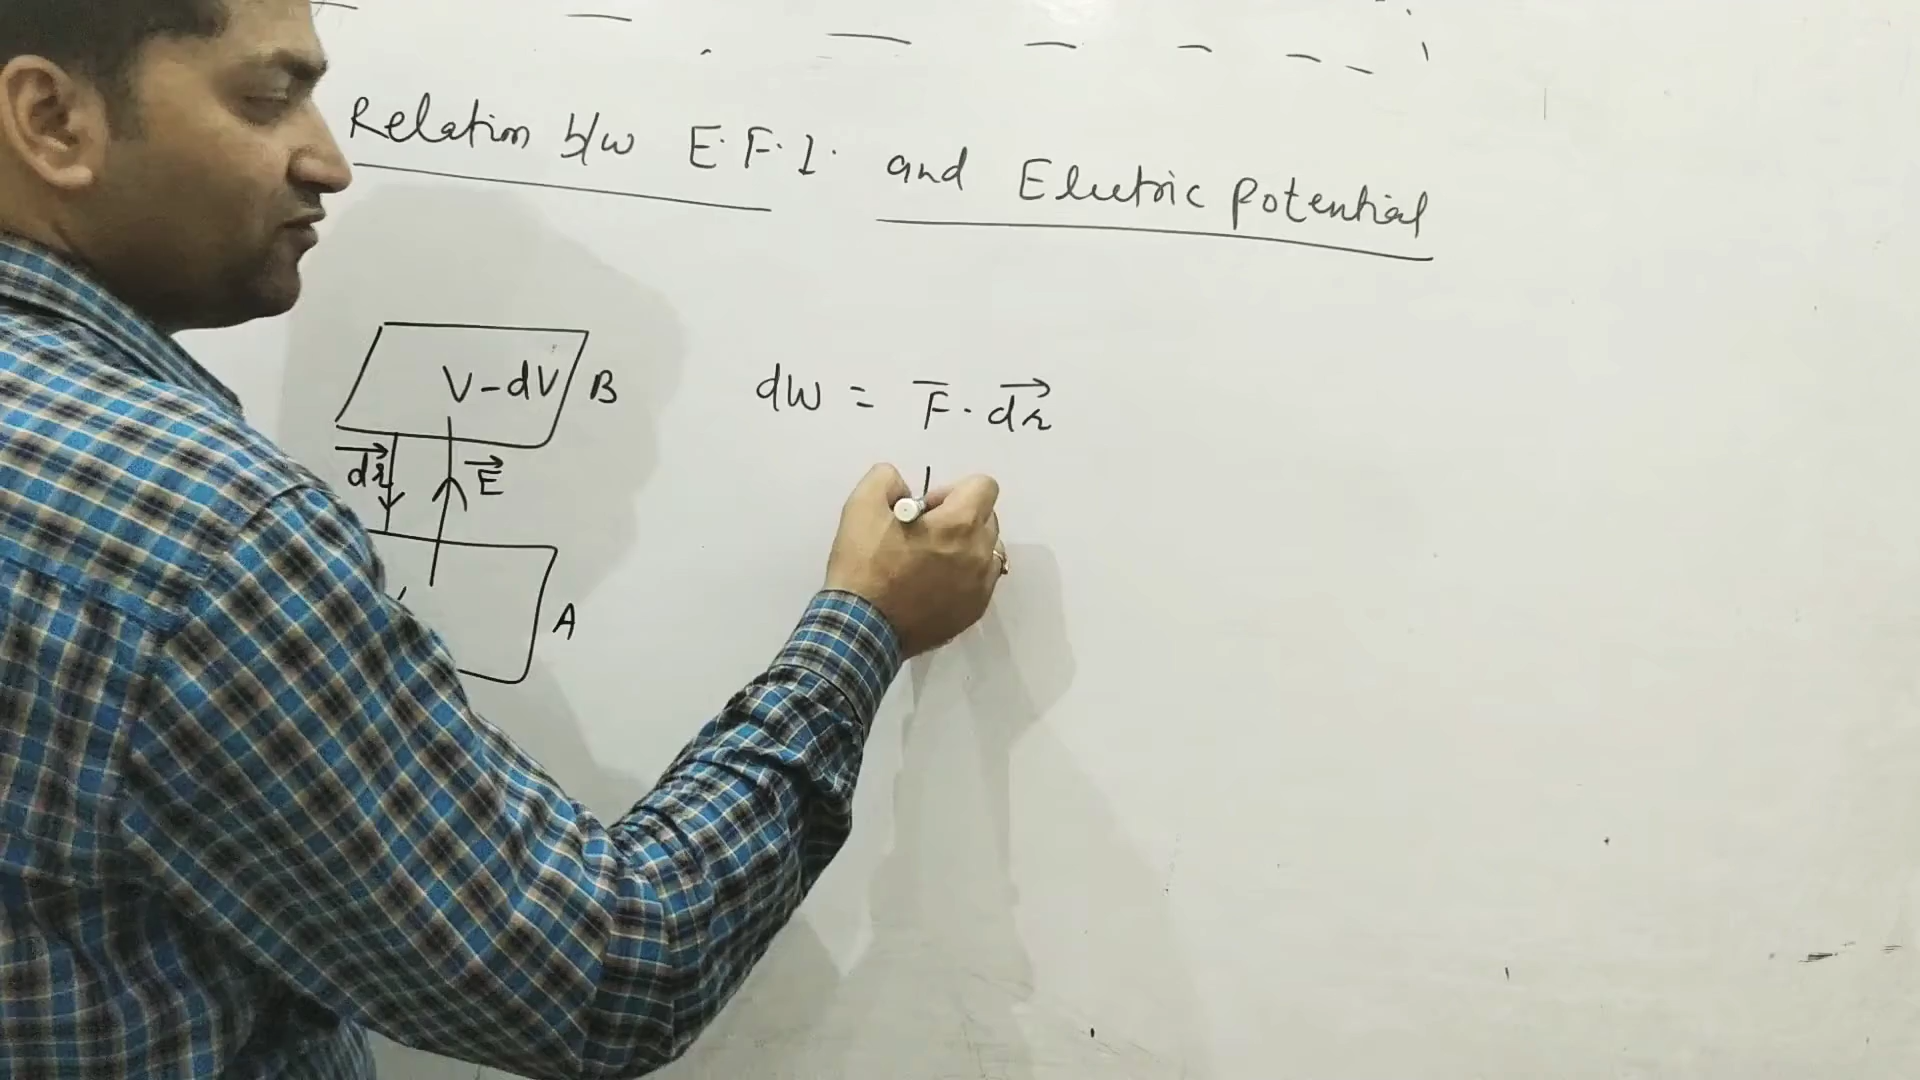 Relation b/w E.F.I. and Electric Potential
V-dV B
dW = F . dr
dr E
A